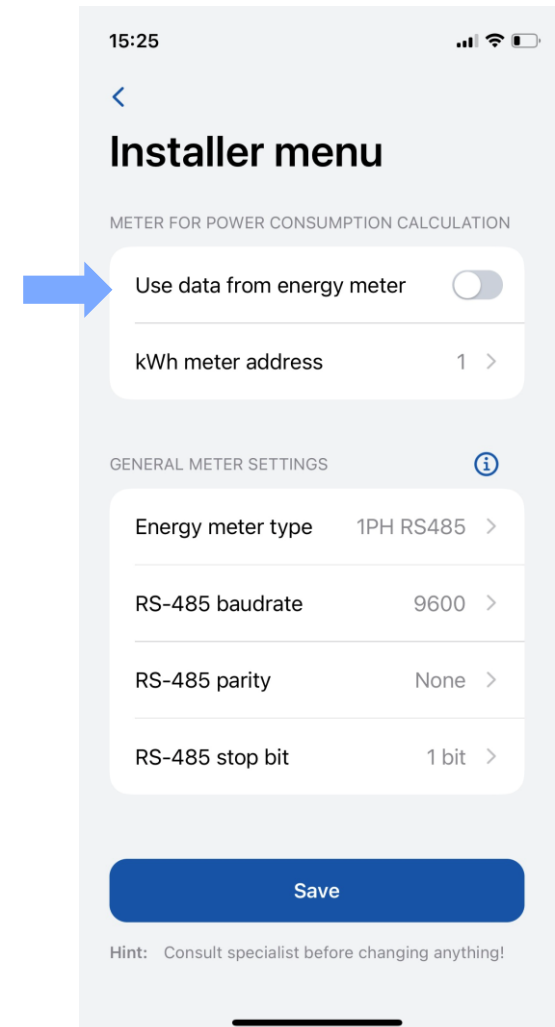 15:25
Installer menu
METER FOR POWER CONSUMPTION CALCULATION
Use data from energy meter
kWh meter address 1
GENERAL METER SETTINGS
Energy meter type 1PH RS485
RS-485 baudrate 9600
RS-485 parity None
RS-485 stop bit 1 bit
Save
Hint: Consult specialist before changing anything!